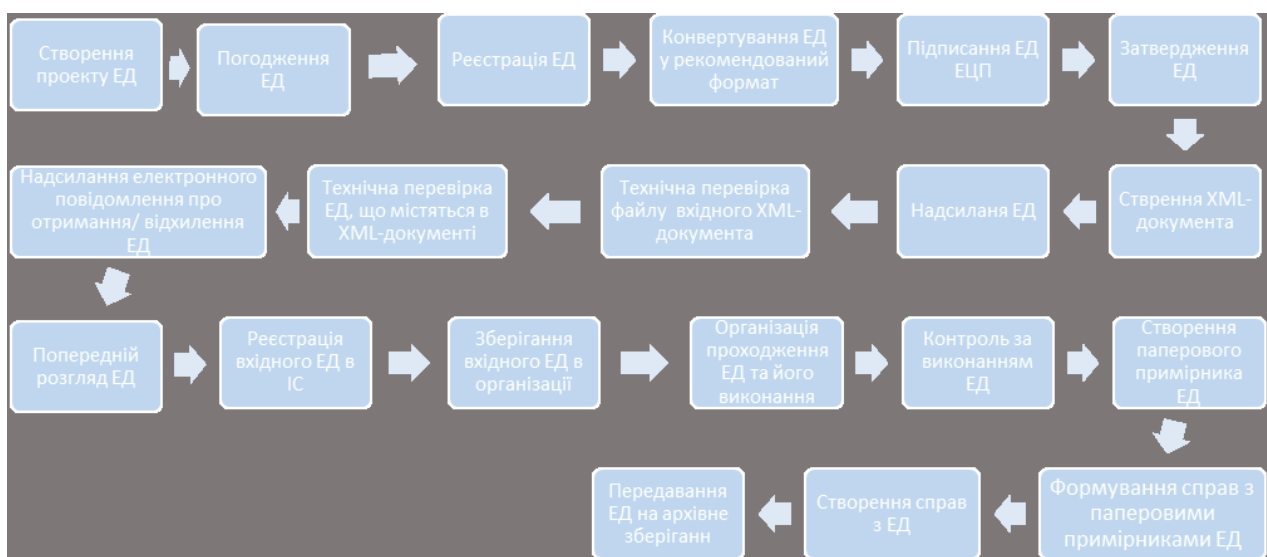 Створення
проекту ЕД
Погодження
ЕД
Реєстрація ЕД
Конвертування ЕД
у рекомендований
формат
Підписання ЕД
ЕЦП
Затвердження
ЕД
Стврення XML-
документа
Надсиланя ЕД
Технічна перевірка
файлу вхідного XML-
документа
Технічна перевірка
ЕД, що містяться в
XML-документі
Надсилання електронного
повідомлення про
отримання/ відхилення
ЕД
Попередній
розгляд ЕД
Реєстрація
вхідного ЕД в
ІС
Зберігання
вхідного ЕД в
організації
Організація
проходження
ЕД та його
виконання
Контроль за
виконанням
ЕД
Створення
паперового
примірника
ЕД
Формування справ з
паперовими
примірниками ЕД
Створення справ
з ЕД
Передавання
ЕД на архівне
зберіганн